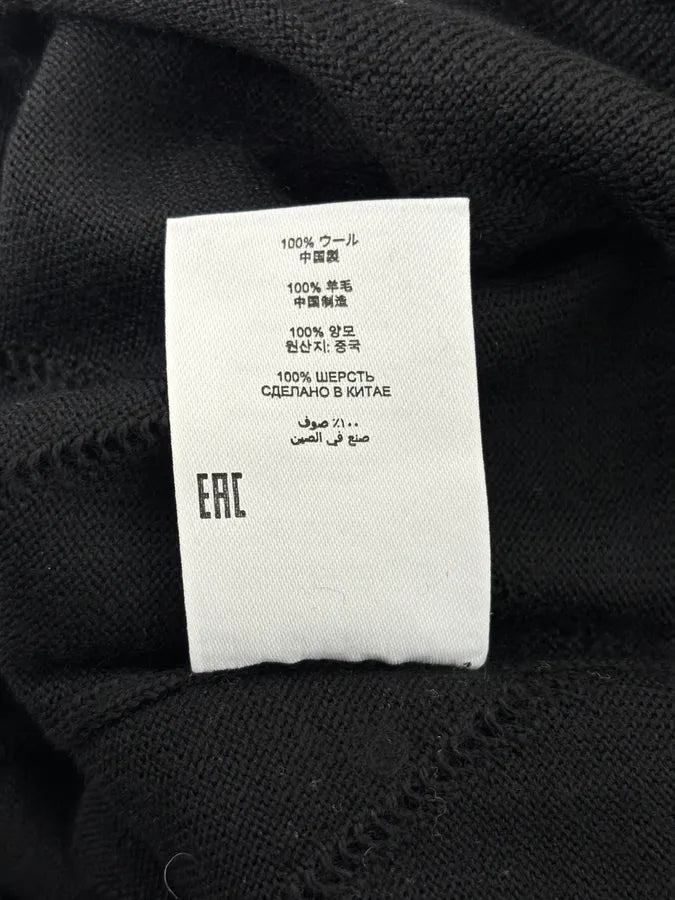 100% ウール
中国製
100% 羊毛
中国制造
100% 양모
원산지: 중국
100% ШЕРСТЬ
СДЕЛАНО В КИТАЕ
١٠٠٪ صوف
صنع في الصين
EAC